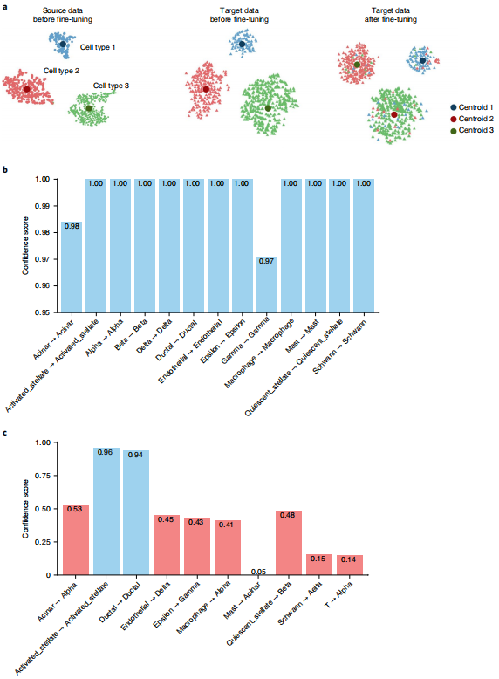 a
Source data
before fine-tuning
Target data
before fine-tuning
Target data
after fine-tuning
Cell type 1
Cell type 2
Cell type 3
Centroid 1
Centroid 2
Centroid 3
b
Confidence score
1.00
0.99
0.98
0.97
0.96
0.95
0.98
1.00
1.00
1.00
1.00
1.00
1.00
1.00
0.97
1.00
1.00
1.00
1.00
Acinar → Acinar
Activated_stellate → Activated_stellate
Alpha → Alpha
Beta → Beta
Delta → Delta
Ductal → Ductal
Endothelial → Endothelial
Epsilon → Epsilon
Gamma → Gamma
Macrophage → Macrophage
Mast → Mast
Quiescent_stellate → Quiescent_stellate
Schwann → Schwann
c
Confidence score
1.00
0.75
0.50
0.25
0
0.53
0.96
0.94
0.45
0.43
0.41
0.05
0.48
0.15
0.14
Acinar → Alpha
Activated_stellate → Activated_stellate
Ductal → Ductal
Endothelial → Delta
Epsilon → Gamma
Macrophage → Alpha
Mast →
Quiescent_stellate → Beta
Schwann →
T → Alpha